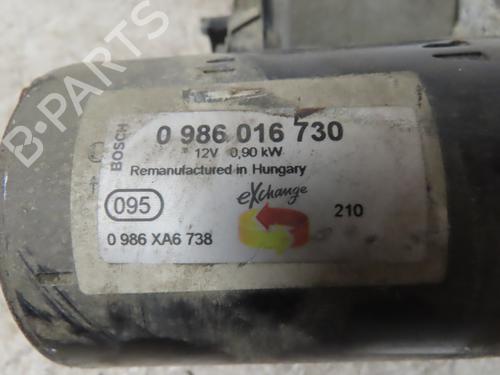 B-PARTS
BOSCH
0 986 016 730
12V 0,90 kW
Remanufactured in Hungary
eXchange
095
210
0 986 XA6 738